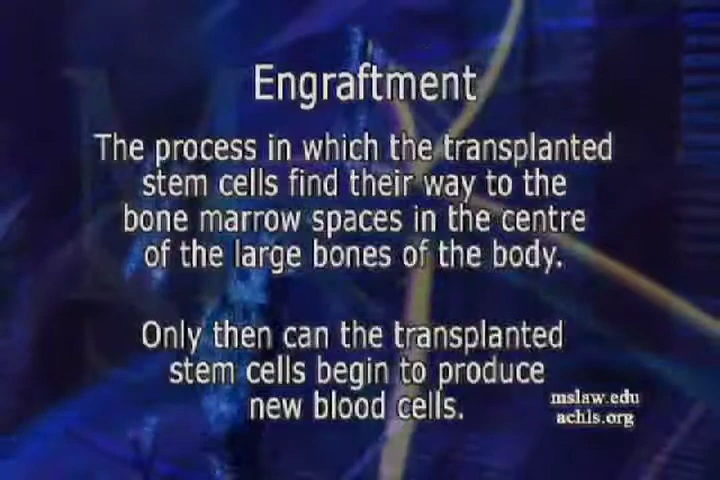 Engraftment
The process in which the transplanted
stem cells find their way to the
bone marrow spaces in the centre
of the large bones of the body.
Only then can the transplanted
stem cells begin to produce
new blood cells.
mslaw.edu
achls.org